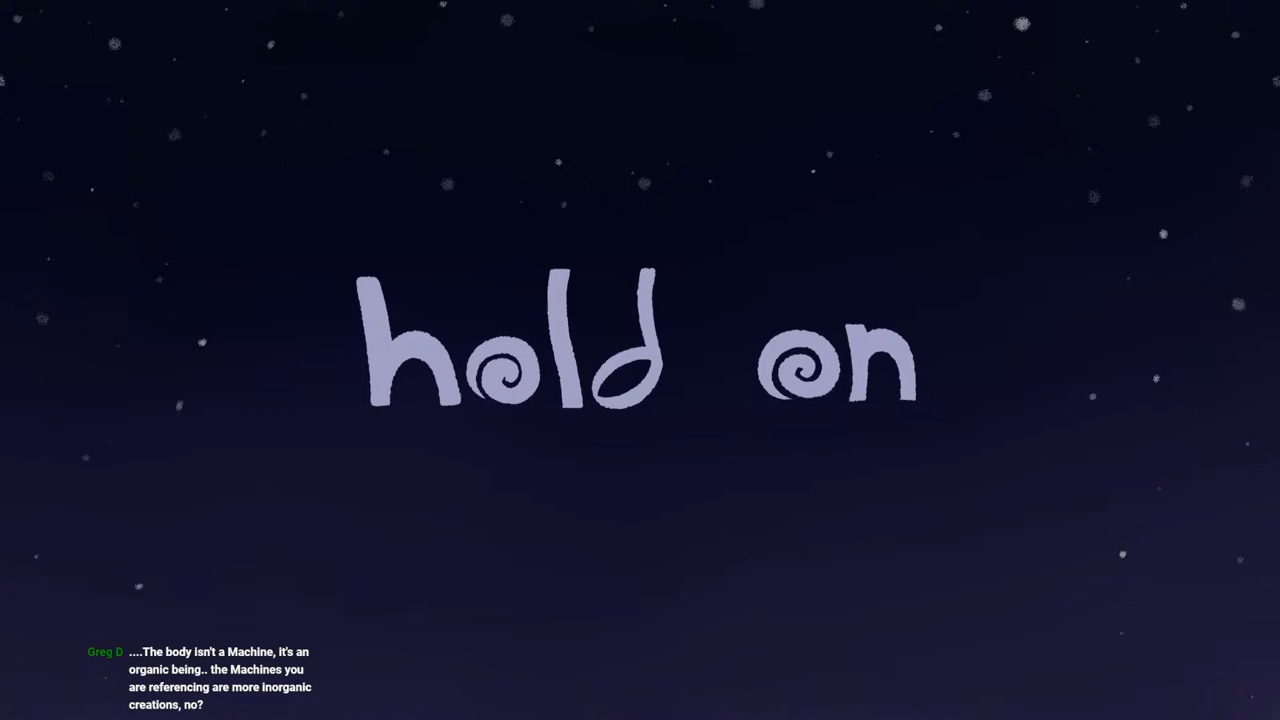 hold on
Greg D ....The body isn't a Machine, it's an
organic being.. the Machines you
are referencing are more inorganic
creations, no?